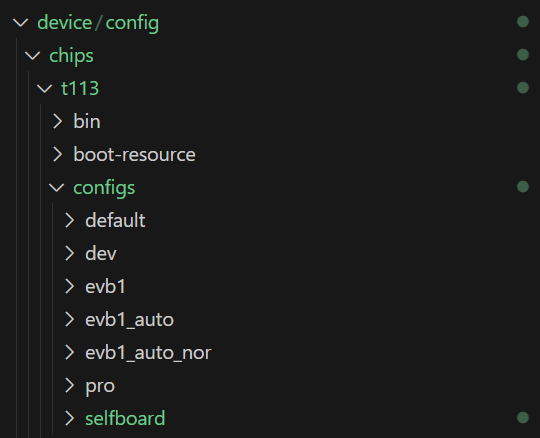 device/config
chips
t113
bin
boot-resource
configs
default
dev
evb1
evb1_auto
evb1_auto_nor
pro
selfboard